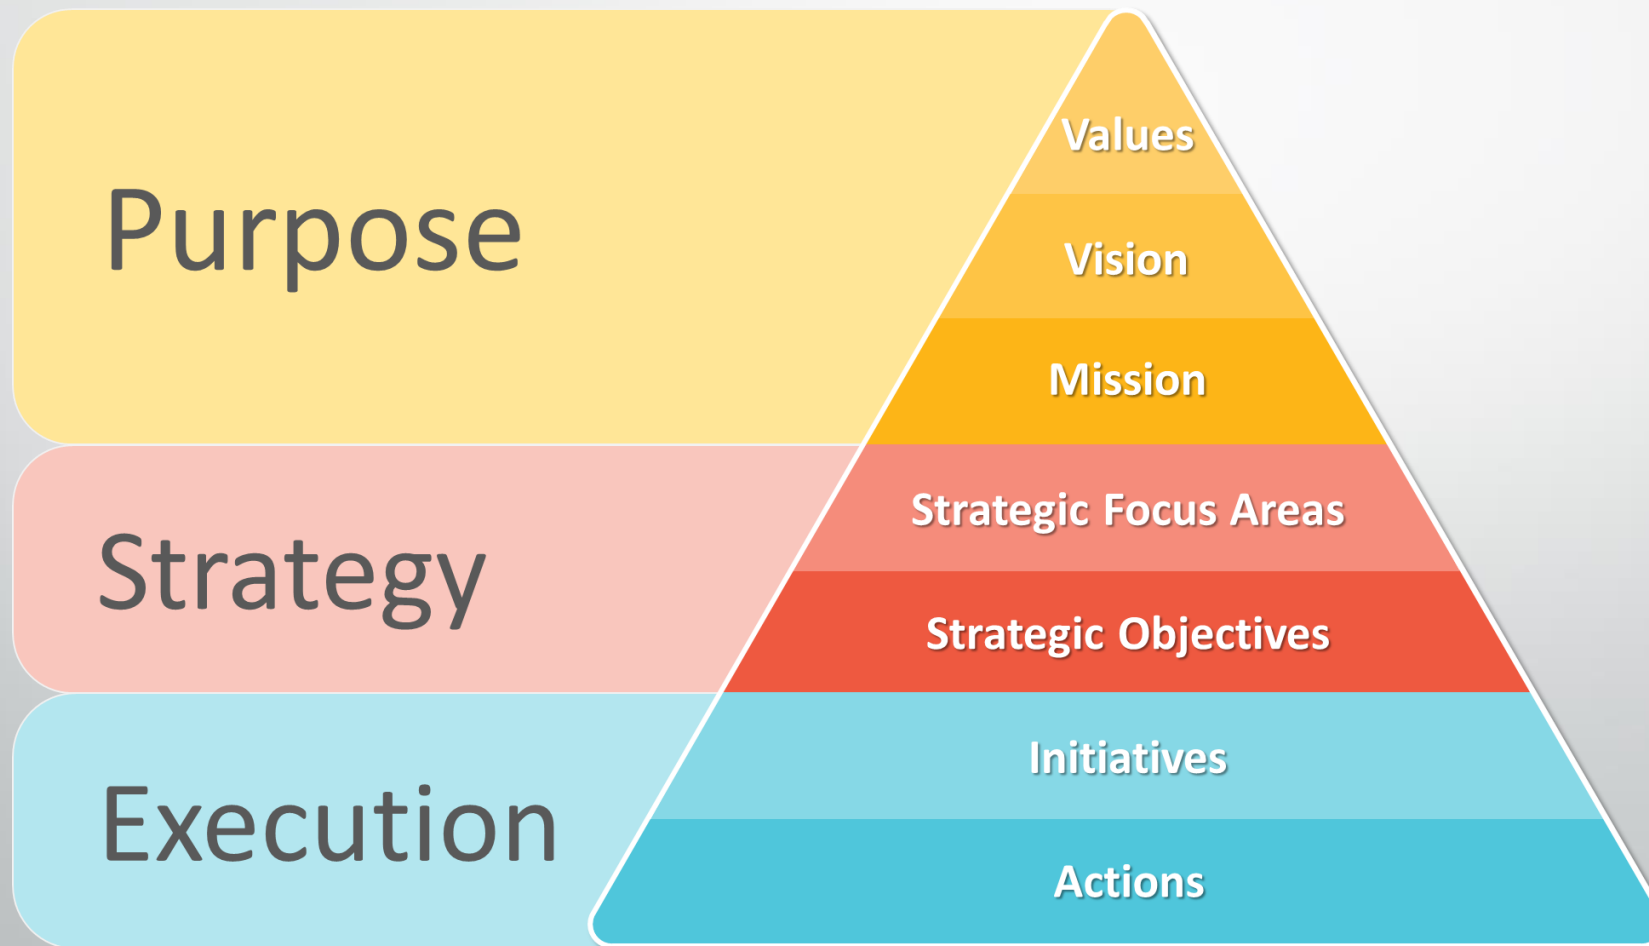 Purpose
Values
Vision
Mission
Strategy
Strategic Focus Areas
Strategic Objectives
Execution
Initiatives
Actions